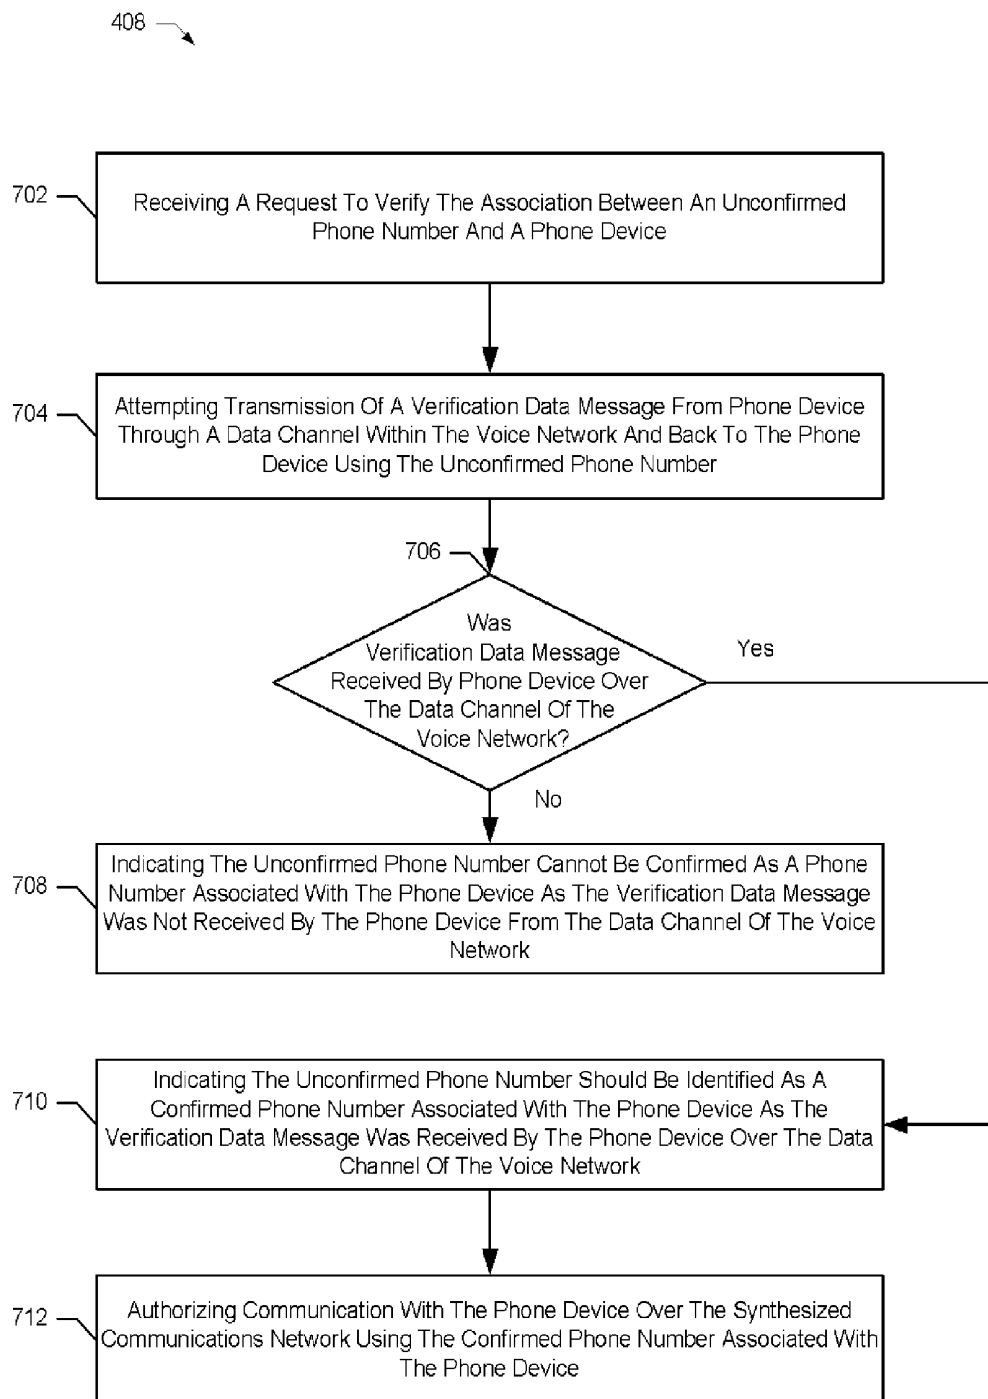 408
702
Receiving A Request To Verify The Association Between An Unconfirmed
Phone Number And A Phone Device
704
Attempting Transmission Of A Verification Data Message From Phone Device
Through A Data Channel Within The Voice Network And Back To The Phone
Device Using The Unconfirmed Phone Number
706
Was
Verification Data Message
Received By Phone Device Over
The Data Channel Of The
Voice Network?
Yes
No
708
Indicating The Unconfirmed Phone Number Cannot Be Confirmed As A Phone
Number Associated With The Phone Device As The Verification Data Message
Was Not Received By The Phone Device From The Data Channel Of The Voice
Network
710
Indicating The Unconfirmed Phone Number Should Be Identified As A
Confirmed Phone Number Associated With The Phone Device As The
Verification Data Message Was Received By The Phone Device Over The Data
Channel Of The Voice Network
712
Authorizing Communication With The Phone Device Over The Synthesized
Communications Network Using The Confirmed Phone Number Associated With
The Phone Device